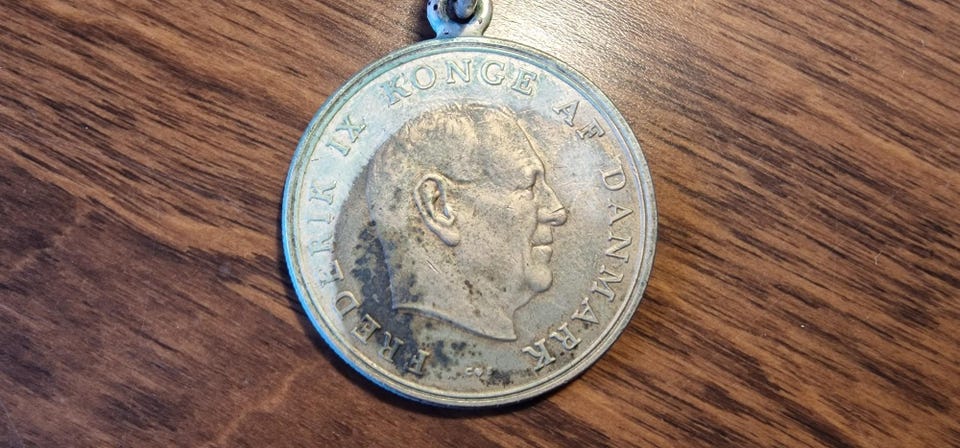 FREDERIK IX KONGE AF DANMARK